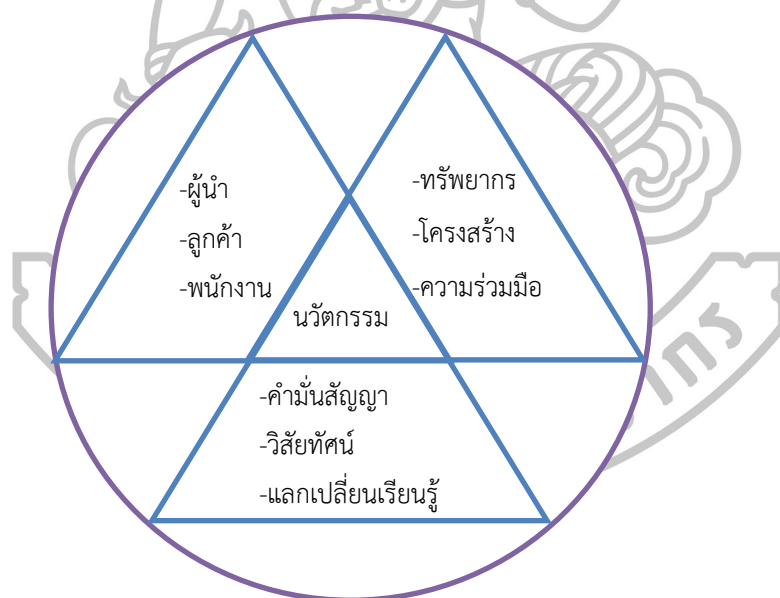 -ผู้นำ
-ลูกค้า
-พนักงาน
-ทรัพยากร
-โครงสร้าง
-ความร่วมมือ
นวัตกรรม
-คำมั่นสัญญา
-วิสัยทัศน์
-แลกเปลี่ยนเรียนรู้